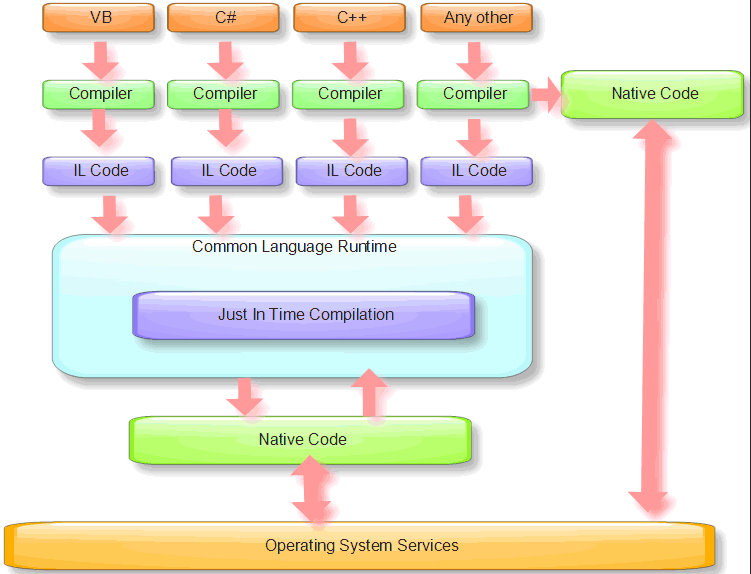 VB
C#
C++
Any other
Compiler
Compiler
Compiler
Compiler
Native Code
IL Code
IL Code
IL Code
IL Code
Common Language Runtime
Just In Time Compilation
Native Code
Operating System Services